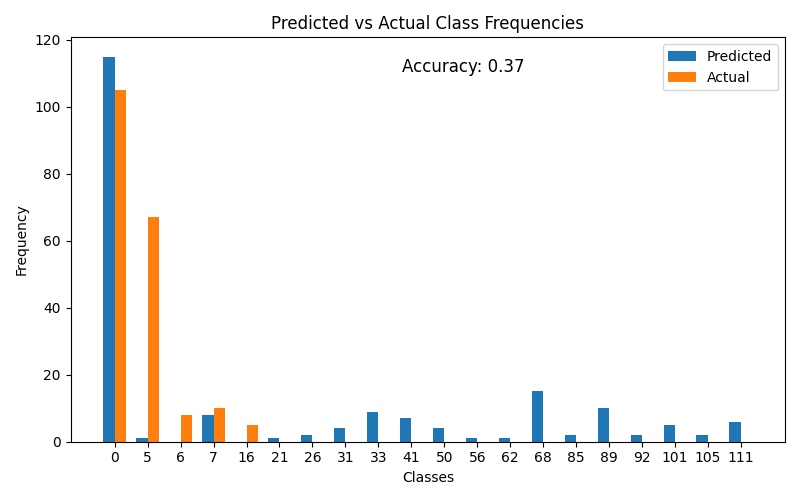 Predicted vs Actual Class Frequencies
Accuracy: 0.37
Predicted
Actual
Frequency
120
100
80
60
40
20
0
0 5 6 7 16 21 26 31 33 41 50 56 62 68 85 89 92 101 105 111
Classes